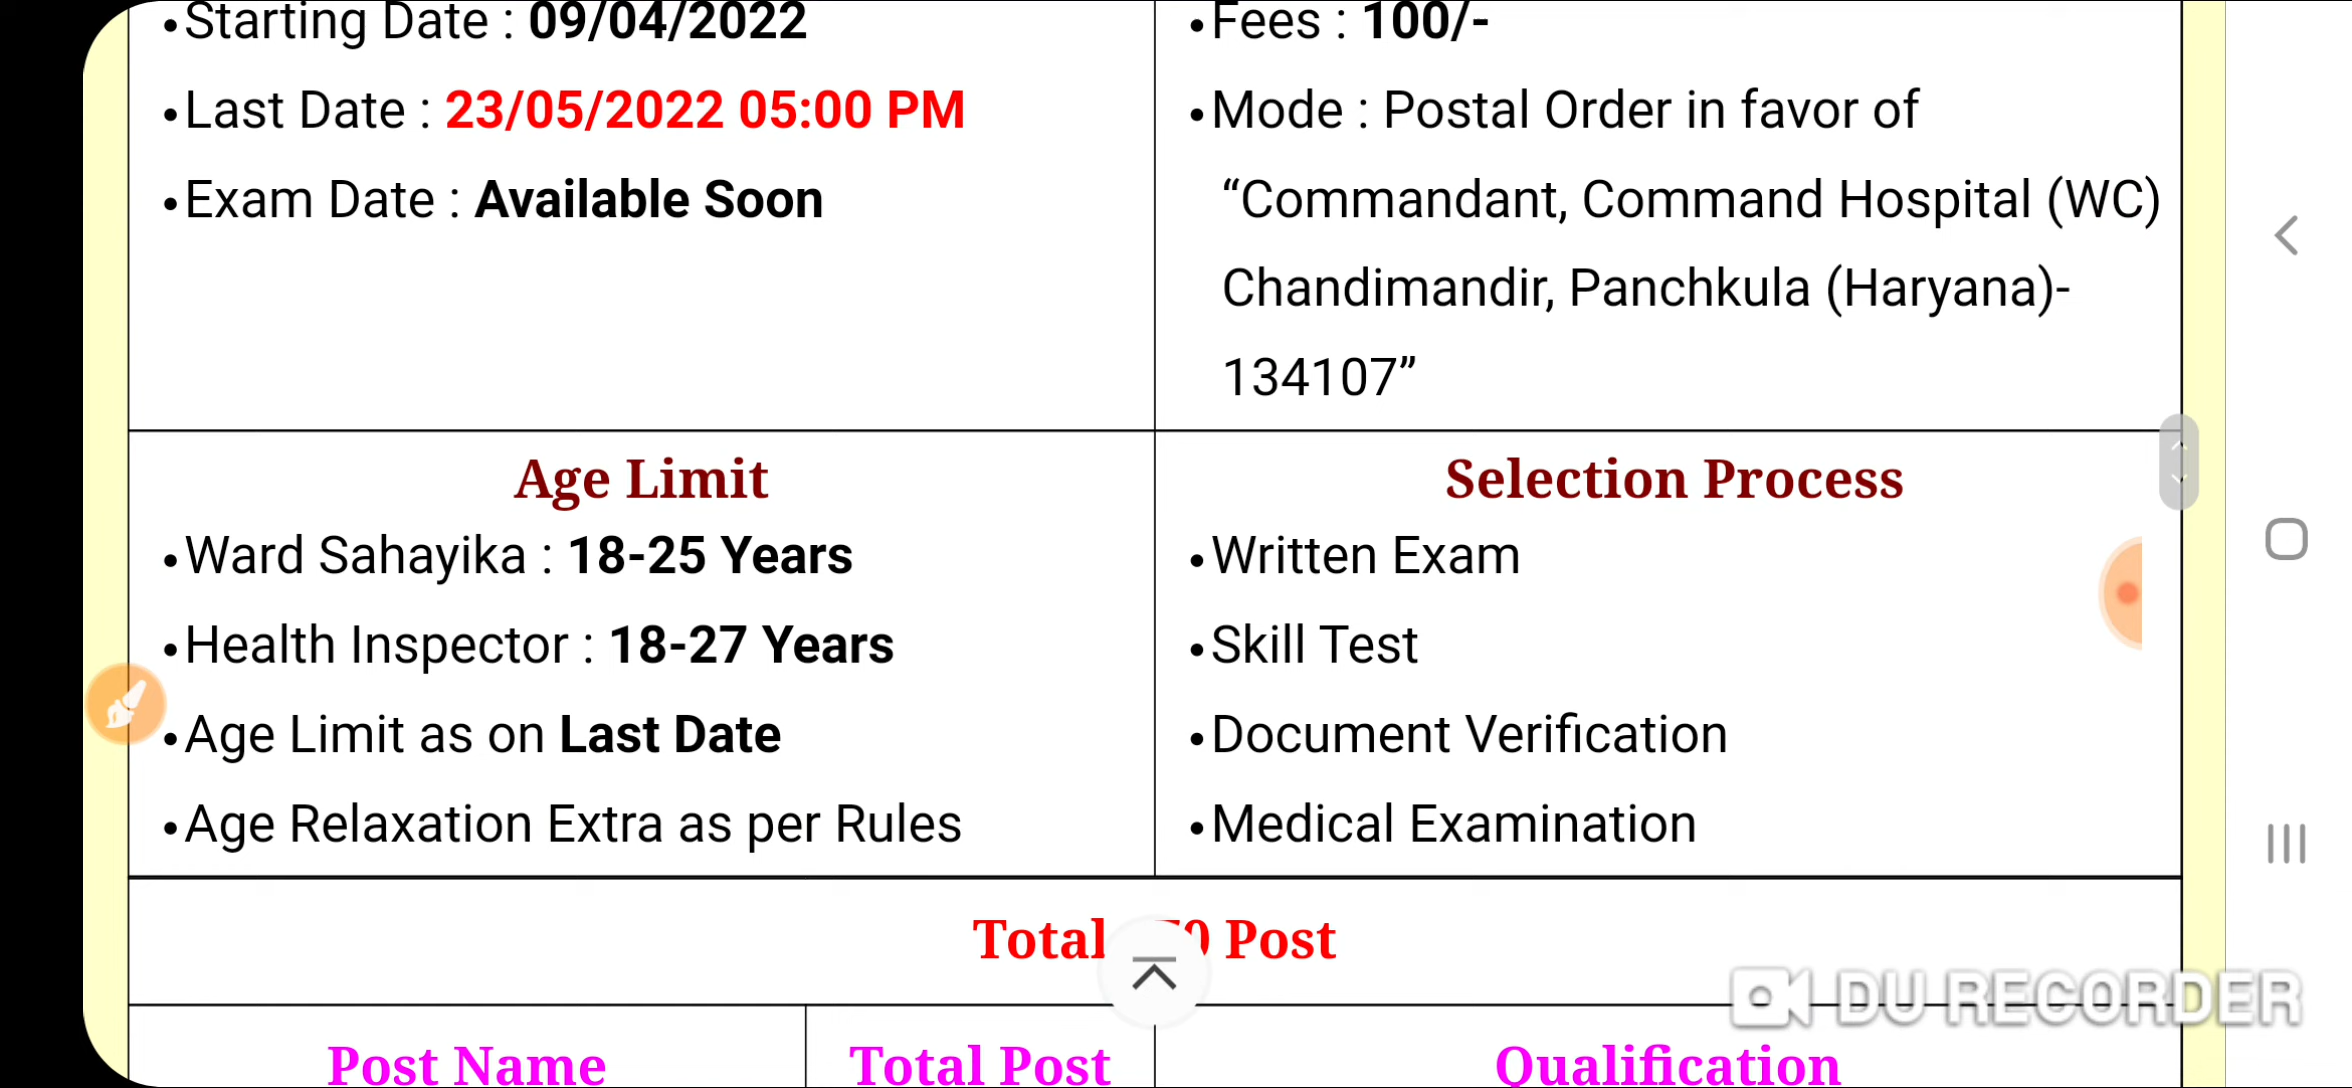 •Starting Date : 09/04/2022
•Last Date : 23/05/2022 05:00 PM
•Exam Date : Available Soon
•Fees : 100/-
•Mode : Postal Order in favor of
“Commandant, Command Hospital (WC)
Chandimandir, Panchkula (Haryana)-
134107”
Age Limit
•Ward Sahayika : 18-25 Years
•Health Inspector : 18-27 Years
•Age Limit as on Last Date
•Age Relaxation Extra as per Rules
Selection Process
•Written Exam
•Skill Test
•Document Verification
•Medical Examination
Total Post
DU RECORDER
Post Name
Total Post
Qualification